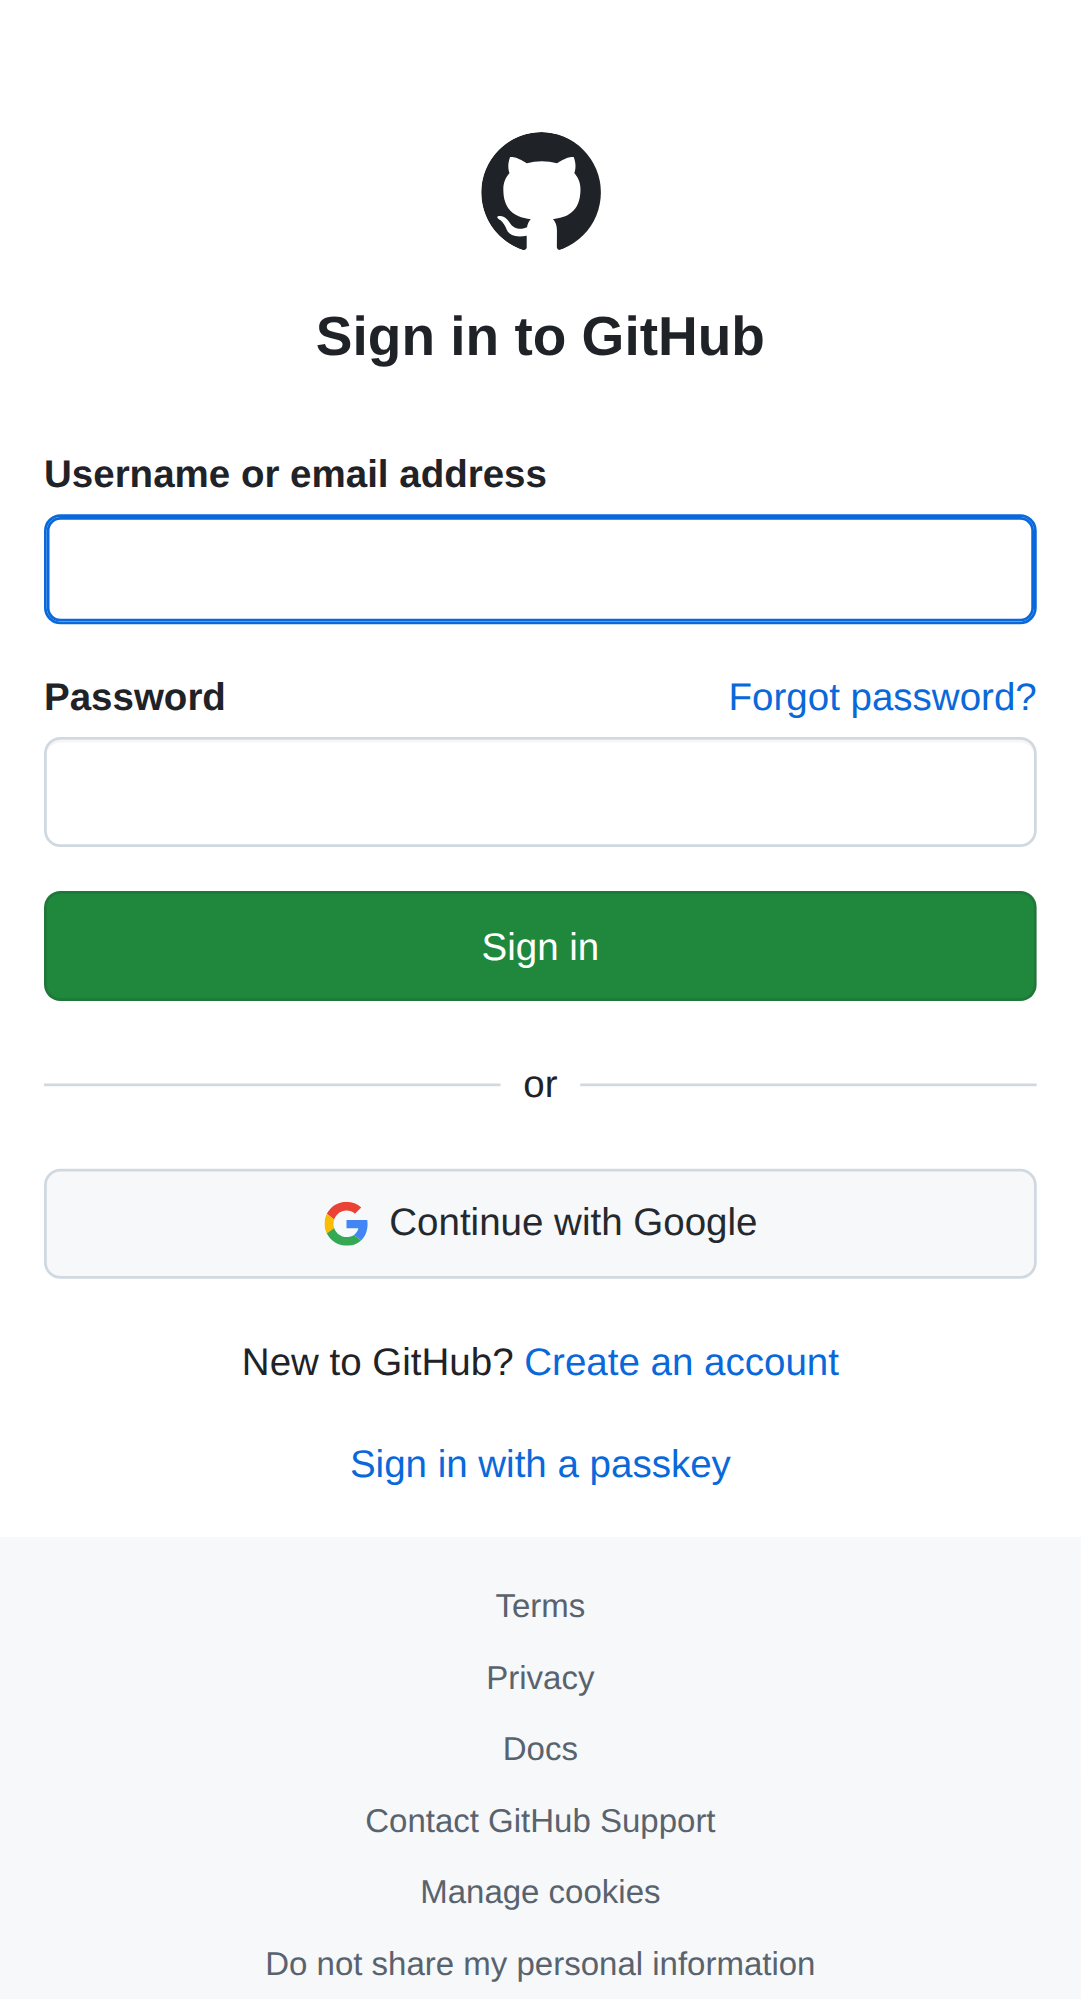 Sign in to GitHub
Username or email address
Password Forgot password?
Sign in
or
Continue with Google
New to GitHub? Create an account
Sign in with a passkey
Terms
Privacy
Docs
Contact GitHub Support
Manage cookies
Do not share my personal information